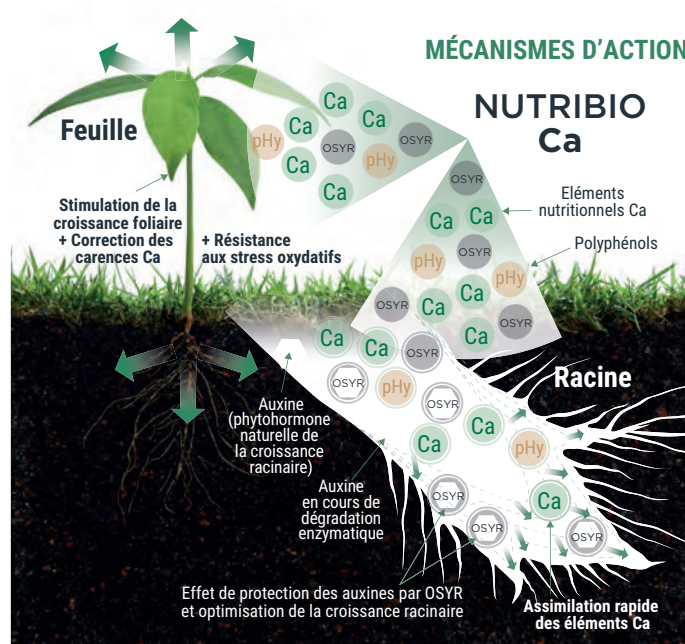 MÉCANISMES D'ACTION
NUTRIBIO
Ca
Feuille
Ca
Ca
Ca
OSYR
OSYR
pHy
Ca
pHy
Ca
Stimulation de la
croissance foliaire
+ Correction des
carences Ca
+ Résistance
aux stress oxydatifs
OSYR
Ca
Ca
OSYR
pHy
pHy
Ca
OSYR
Ca
Ca
OSYR
Eléments
nutritionnels Ca
Polyphénols
Racine
Ca
Ca
OSYR
OSYR
pHy
OSYR
Ca
Ca
pHy
OSYR
Ca
OSYR
OSYR
Auxine
(phytohormone
naturelle de
la croissance
racinaire)
Auxine
en cours de
dégradation
enzymatique
Effet de protection des auxines par OSYR
et optimisation de la croissance racinaire
Assimilation rapide
des éléments Ca